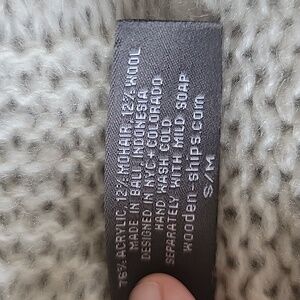 76% ACRYLIC, 12% MOHAIR, 12% WOOL
MADE IN BALI, INDONESIA
DESIGNED IN NYC + COLORADO
HAND WASH COLD
SEPARATELY WITH MILD SOAP
wooden-ships.com
S/M